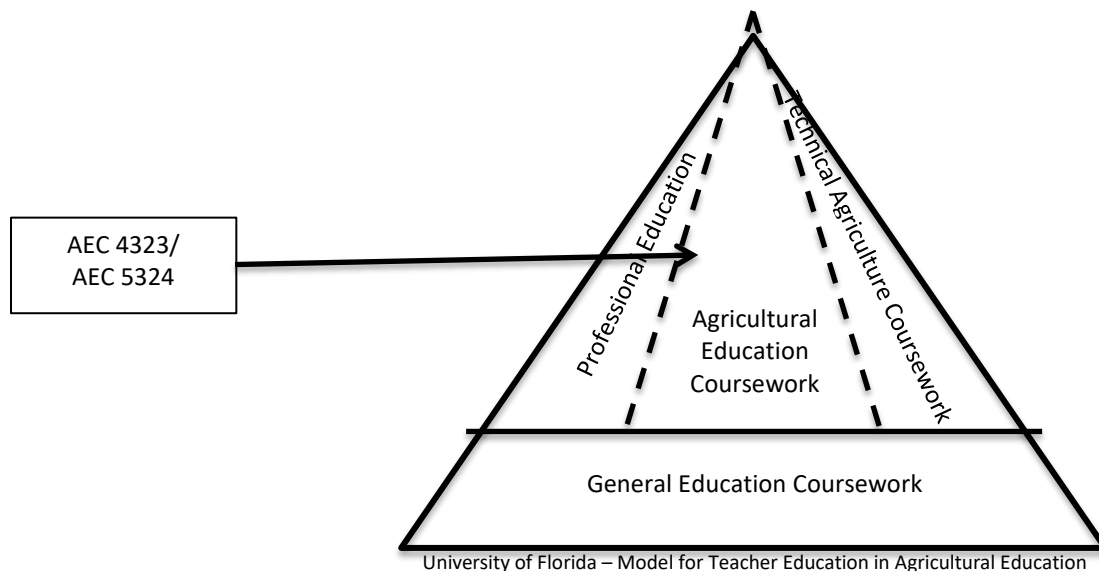 AEC 4323/
AEC 5324
Professional Education
Technical Agriculture Coursework
Agricultural
Education
Coursework
General Education Coursework
University of Florida – Model for Teacher Education in Agricultural Education